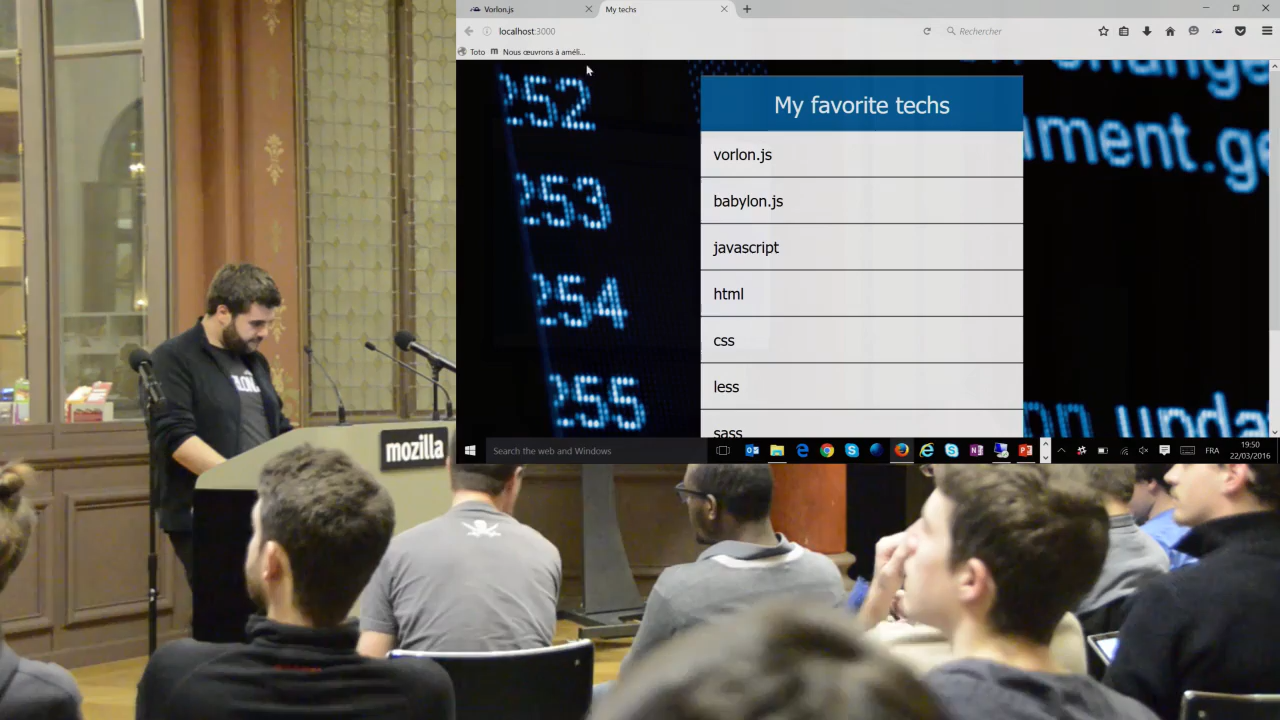 Vorlon.js
My techs
localhost:3000
Rechercher
Toto
Nous œuvrons à améli...
252
253
254
255
My favorite techs
vorlon.js
babylon.js
javascript
html
css
less
sass
Search the web and Windows
FRA
19:50
22/03/2016
mozilla